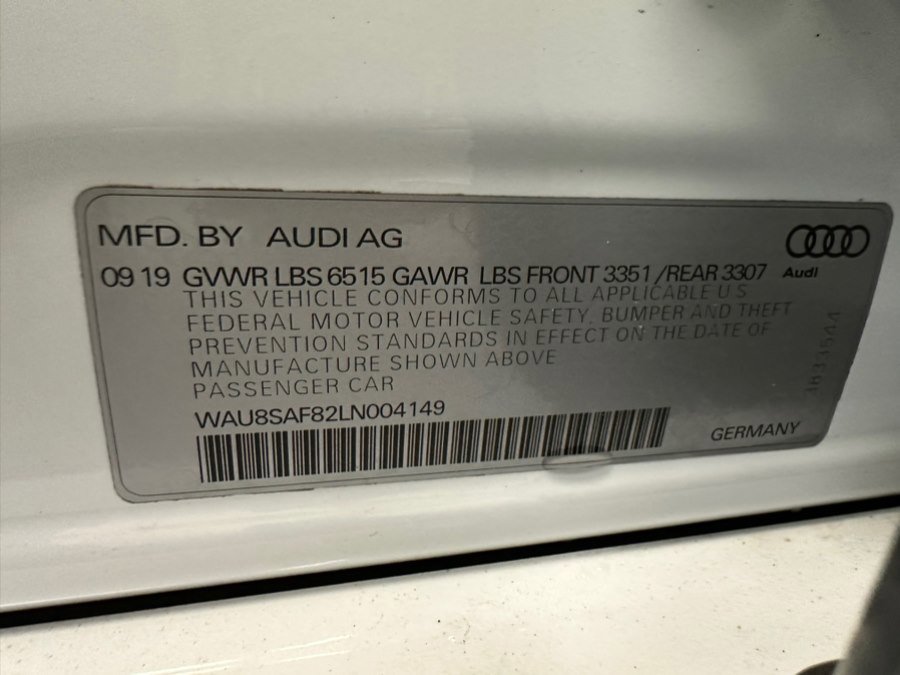 MFD. BY AUDI AG
09 19 GVWR LBS 6515 GAWR LBS FRONT 3351 /REAR 3307
Audi
THIS VEHICLE CONFORMS TO ALL APPLICABLE U.S
FEDERAL MOTOR VEHICLE SAFETY, BUMPER AND THEFT
PREVENTION STANDARDS IN EFFECT ON THE DATE OF
MANUFACTURE SHOWN ABOVE
PASSENGER CAR
WAU8SAF82LN004149
GERMANY